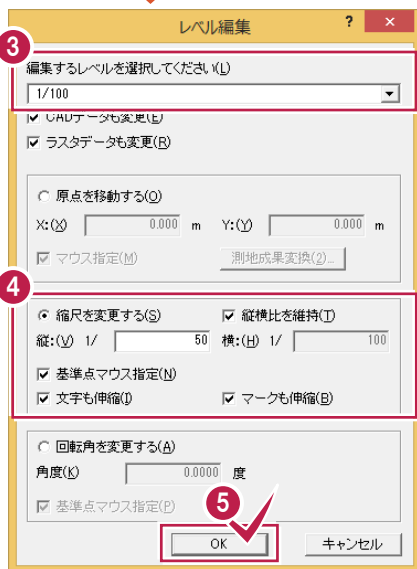 レベル編集 ? ×
3
編集するレベルを選択してください(L)
1/100
CADデータも変更(E)
ラスタデータも変更(R)
原点を移動する(O)
X:(X) 0.000 m Y:(Y) 0.000 m
マウス指定(M) 測地成果変換(2)...
4
縮尺を変更する(S) 縦横比を維持(T)
縦:(V) 1/ 50 横:(H) 1/ 100
基準点マウス指定(N)
文字も伸縮(I) マークも伸縮(B)
回転角を変更する(A)
角度(K) 0.0000 度
基準点マウス指定(P)
5
OK キャンセル